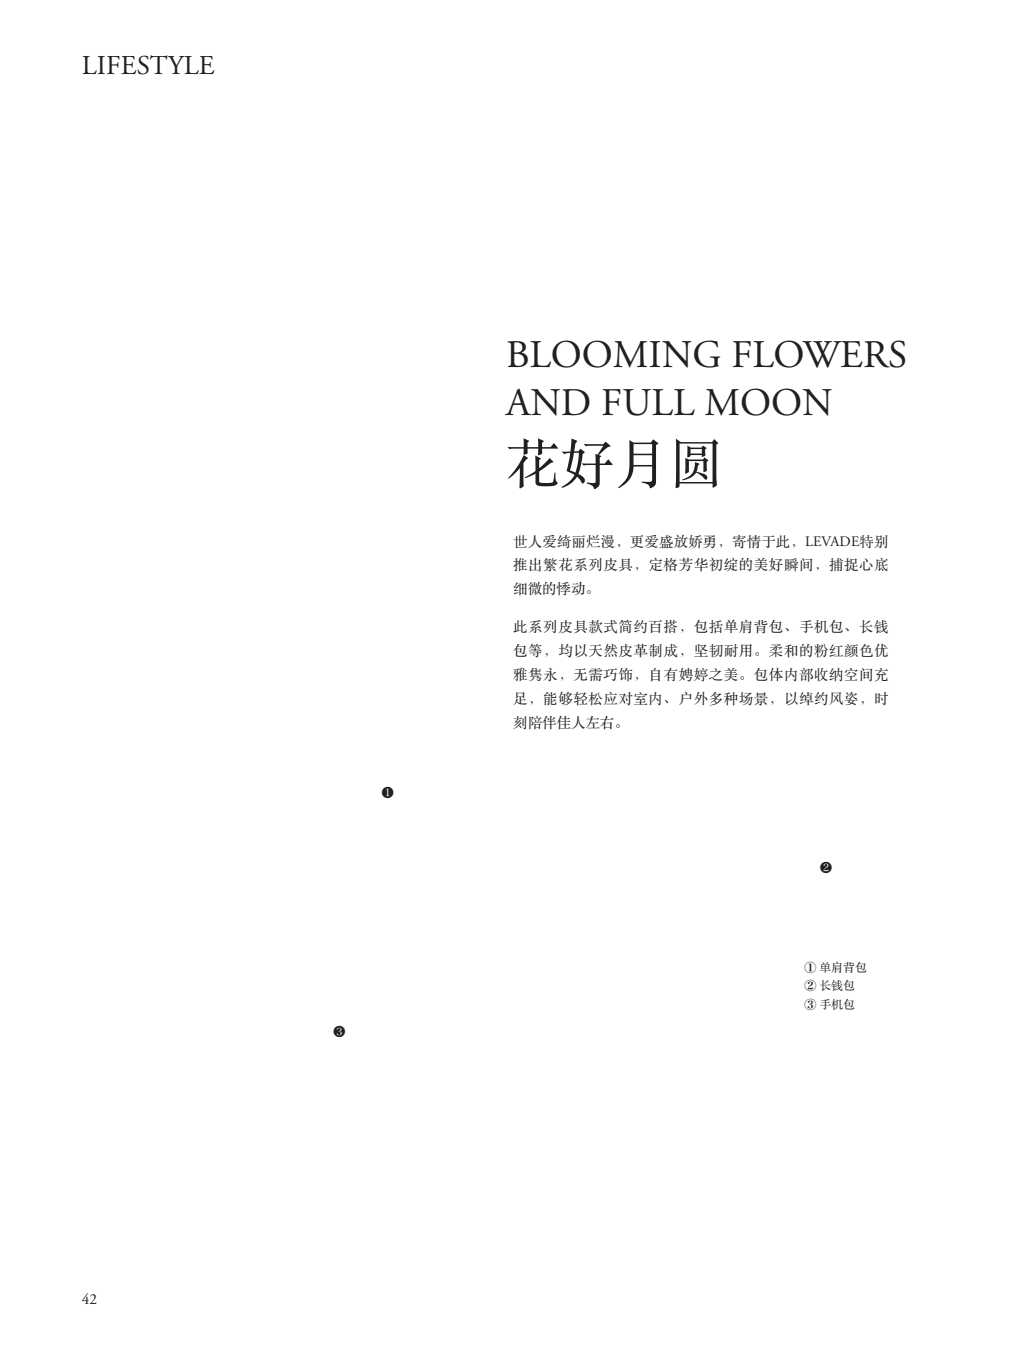 LIFESTYLE
BLOOMING FLOWERS
AND FULL MOON
花好月圆
世人爱绮丽烂漫，更爱盛放娇勇，寄情于此，LEVADE特别
推出繁花系列皮具，定格芳华初绽的美好瞬间，捕捉心底
细微的悸动。
此系列皮具款式简约百搭，包括单肩背包、手机包、长钱
包等，均以天然皮革制成，坚韧耐用。柔和的粉红颜色优
雅隽永，无需巧饰，自有娉婷之美。包体内部收纳空间充
足，能够轻松应对室内、户外多种场景，以绰约风姿，时
刻陪伴佳人左右。
❶
❷
① 单肩背包
② 长钱包
③ 手机包
❸
42